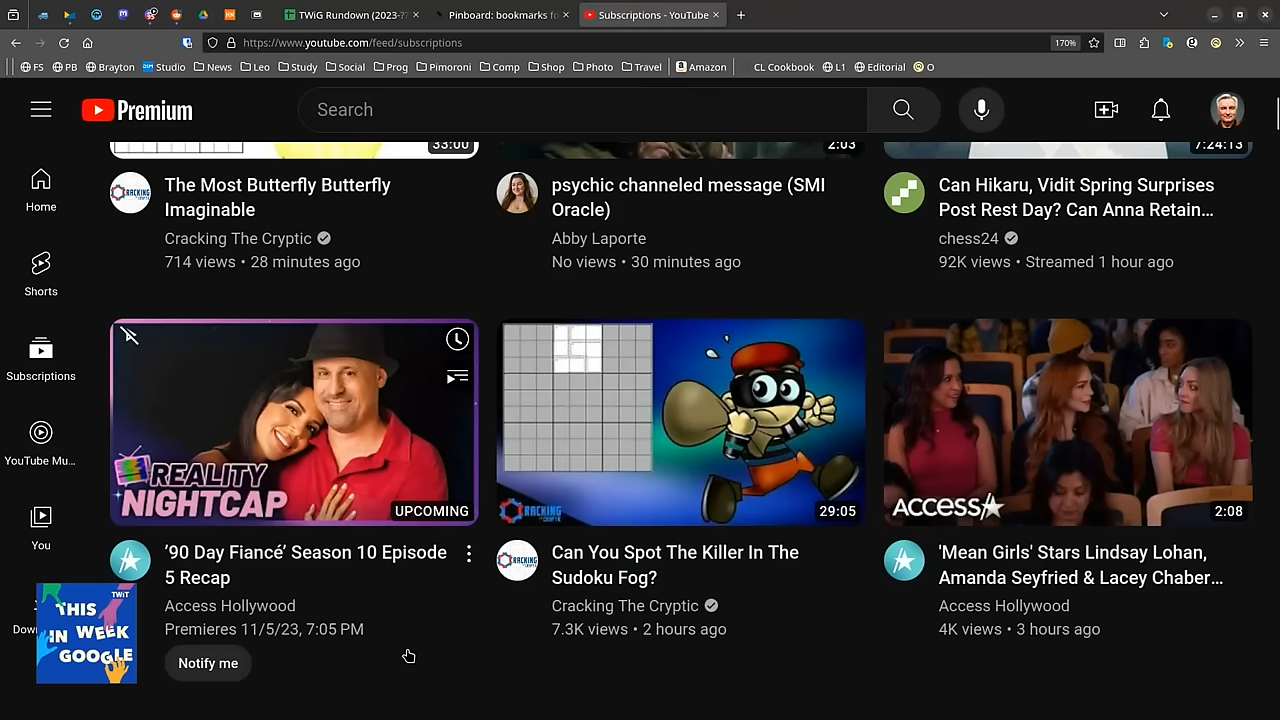 TWiG Rundown (2023-??
Pinboard: bookmarks fo
Subscriptions - YouTube
https://www.youtube.com/feed/subscriptions
170%
FS PB Brayton Studio News Leo Study Social Prog Pimoroni Comp Shop Photo Travel Amazon CL Cookbook L1 Editorial O
Premium
Search
33:00
2:03
7:24:13
The Most Butterfly Butterfly
Imaginable
Cracking The Cryptic
714 views • 28 minutes ago
psychic channeled message (SMI
Oracle)
Abby Laporte
No views • 30 minutes ago
Can Hikaru, Vidit Spring Surprises
Post Rest Day? Can Anna Retain...
chess24
92K views • Streamed 1 hour ago
Home
Shorts
Subscriptions
YouTube Mu...
You
Down
REALITY
NIGHTCAP
UPCOMING
CRACKING
THE CRYPTIC
29:05
ACCESS
2:08
'90 Day Fiancé' Season 10 Episode
5 Recap
Access Hollywood
Premieres 11/5/23, 7:05 PM
Notify me
Can You Spot The Killer In The
Sudoku Fog?
Cracking The Cryptic
7.3K views • 2 hours ago
'Mean Girls' Stars Lindsay Lohan,
Amanda Seyfried & Lacey Chaber...
Access Hollywood
4K views • 3 hours ago
TWiT
THIS
IN WEEK
GOOGLE